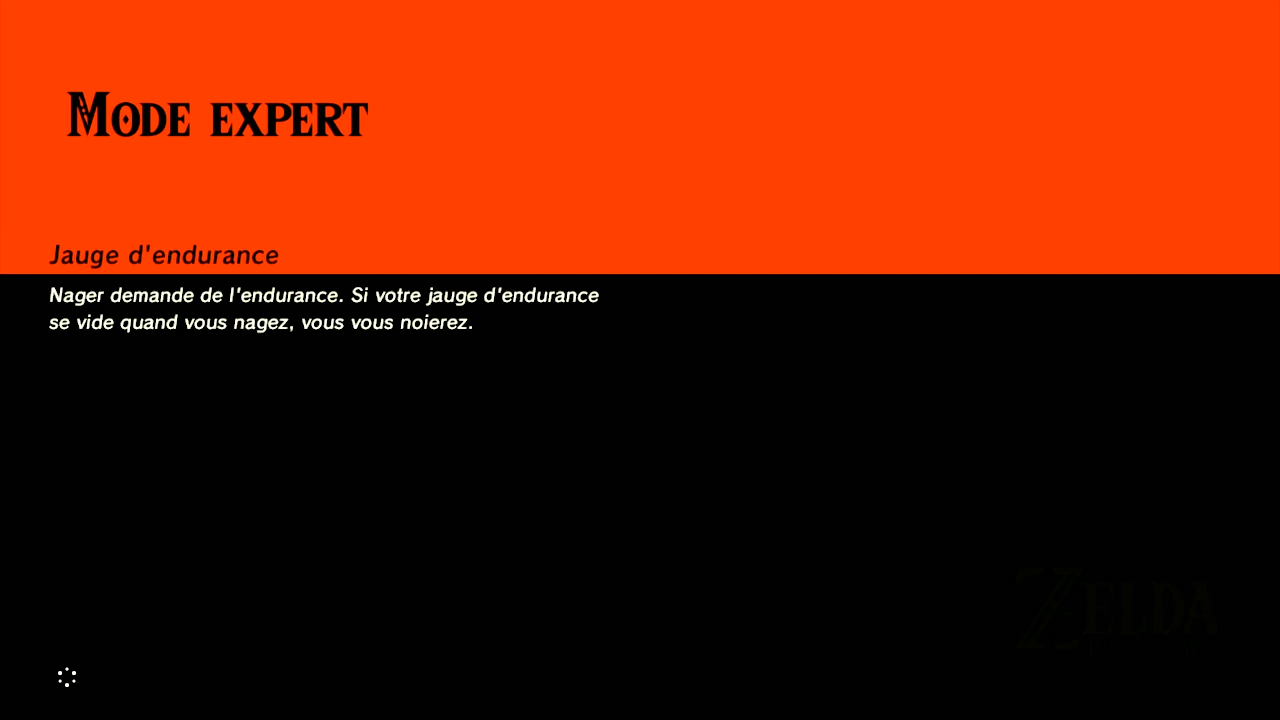 Mode expert
Jauge d'endurance
Nager demande de l'endurance. Si votre jauge d'endurance
se vide quand vous nagez, vous vous noierez.
ZELDA